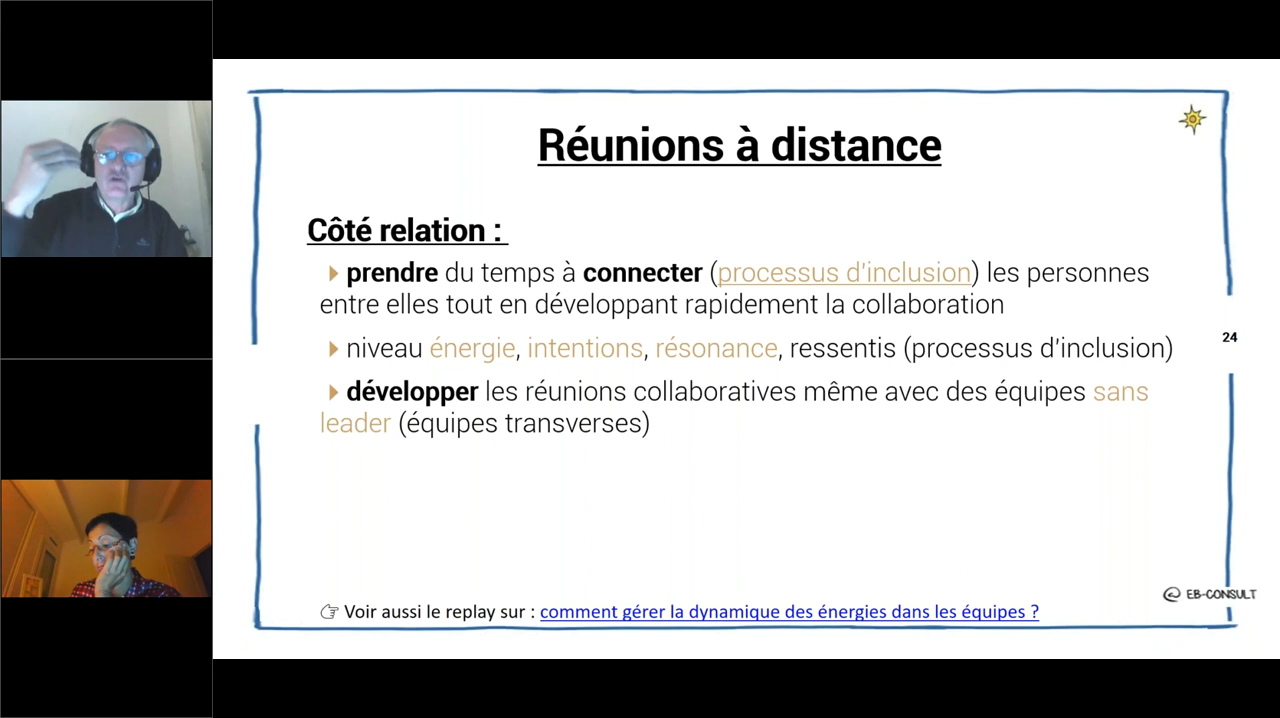 Réunions à distance
Côté relation :
prendre du temps à connecter (processus d'inclusion) les personnes
entre elles tout en développant rapidement la collaboration
niveau énergie, intentions, résonance, ressentis (processus d'inclusion)
24
développer les réunions collaboratives même avec des équipes sans
leader (équipes transverses)
@ EB-CONSULT
Voir aussi le replay sur : comment gérer la dynamique des énergies dans les équipes ?